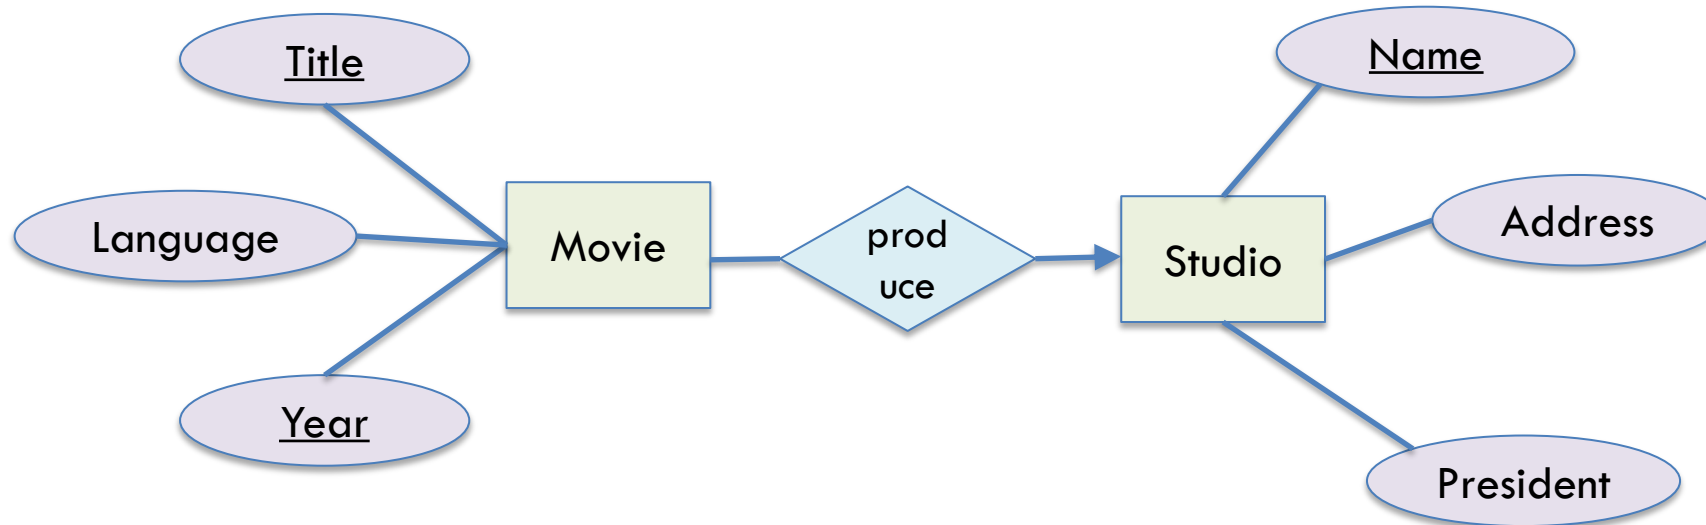 Title
Language
Year
Movie
prod
uce
Studio
Name
Address
President